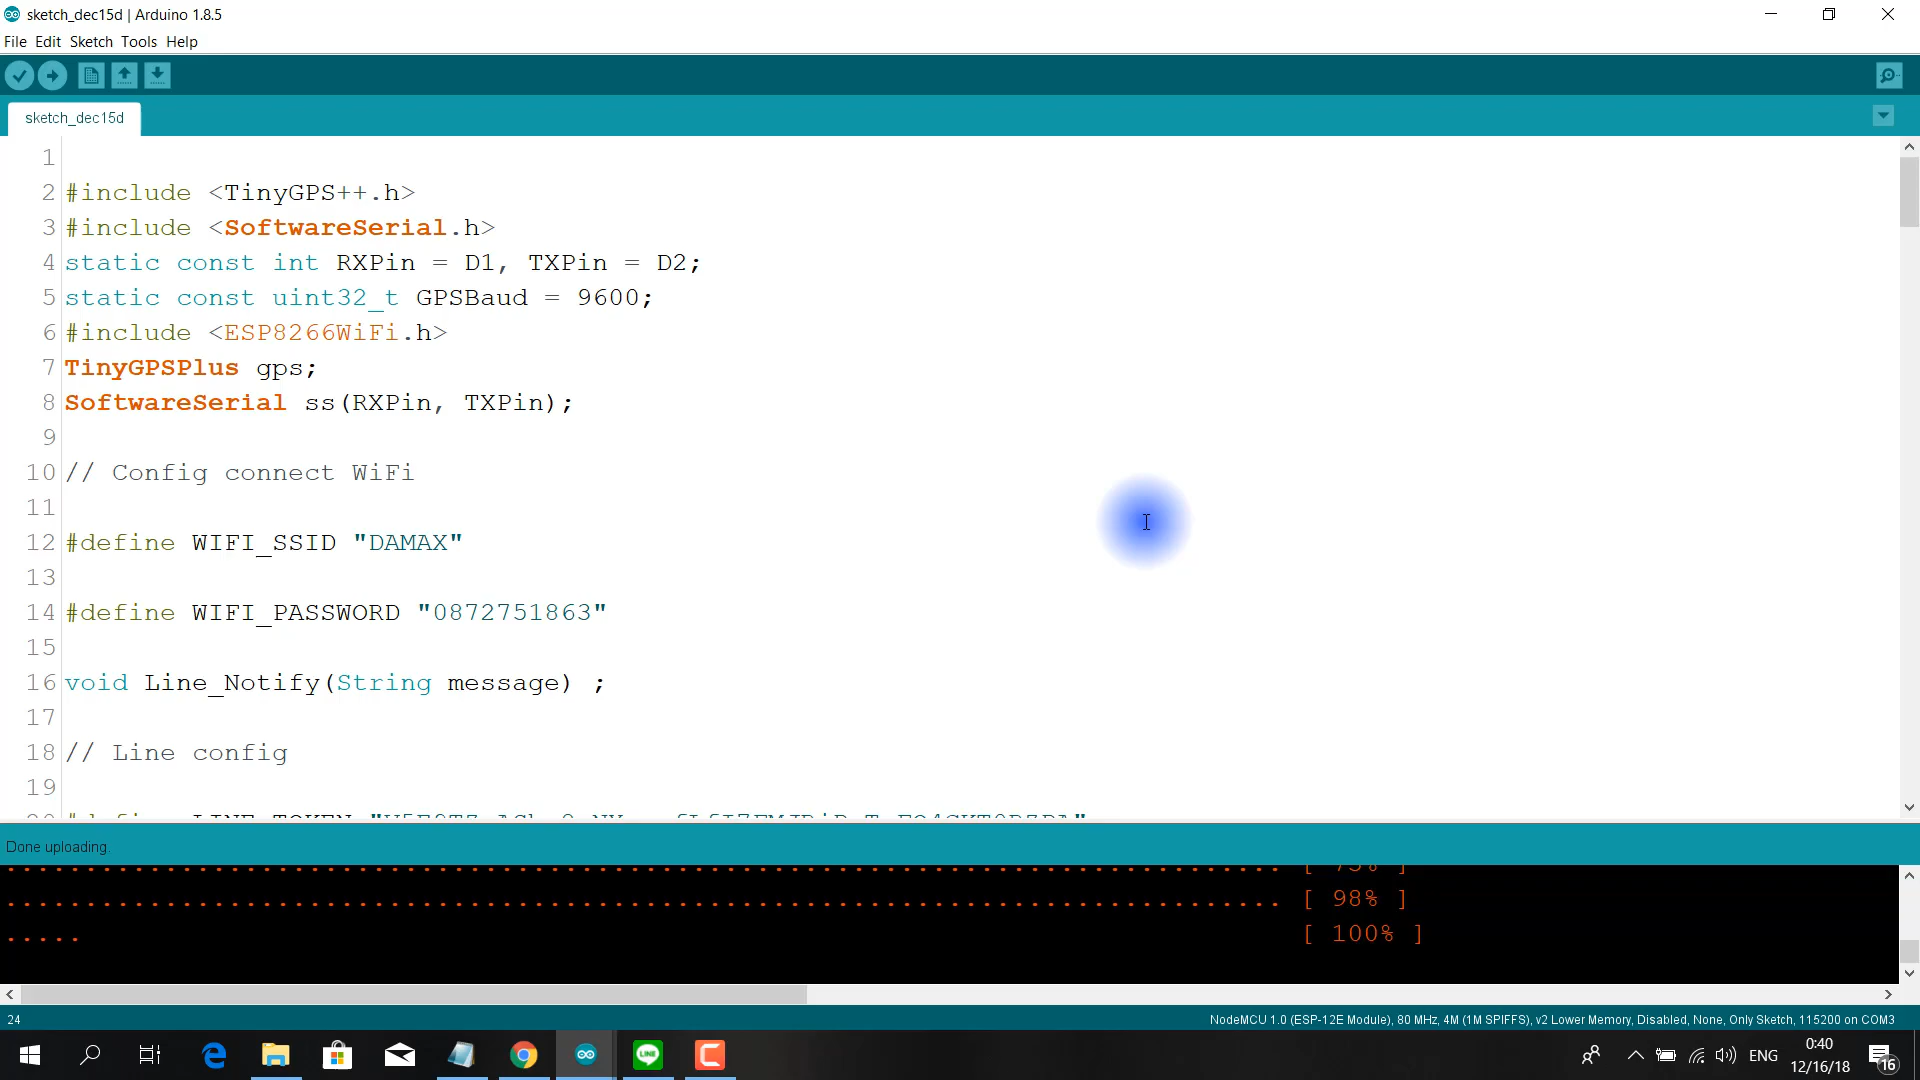 sketch_dec15d | Arduino 1.8.5
File Edit Sketch Tools Help
sketch_dec15d
1
2 #include <TinyGPS++.h>
3 #include <SoftwareSerial.h>
4 static const int RXPin = D1, TXPin = D2;
5 static const uint32_t GPSBaud = 9600;
6 #include <ESP8266WiFi.h>
7 TinyGPSPlus gps;
8 SoftwareSerial ss(RXPin, TXPin);
9
10 // Config connect WiFi
11
12 #define WIFI_SSID "DAMAX"
13
14 #define WIFI_PASSWORD "0872751863"
15
16 void Line_Notify(String message) ;
17
18 // Line config
19
LINE_TOKEN
Done uploading.
................................................................................ [ 73% ]
................................................................................ [ 98% ]
..... [ 100% ]
24
NodeMCU 1.0 (ESP-12E Module), 80 MHz, 4M (1M SPIFFS), v2 Lower Memory, Disabled, None, Only Sketch, 115200 on COM3
LINE
ENG
0:40
12/16/18
16